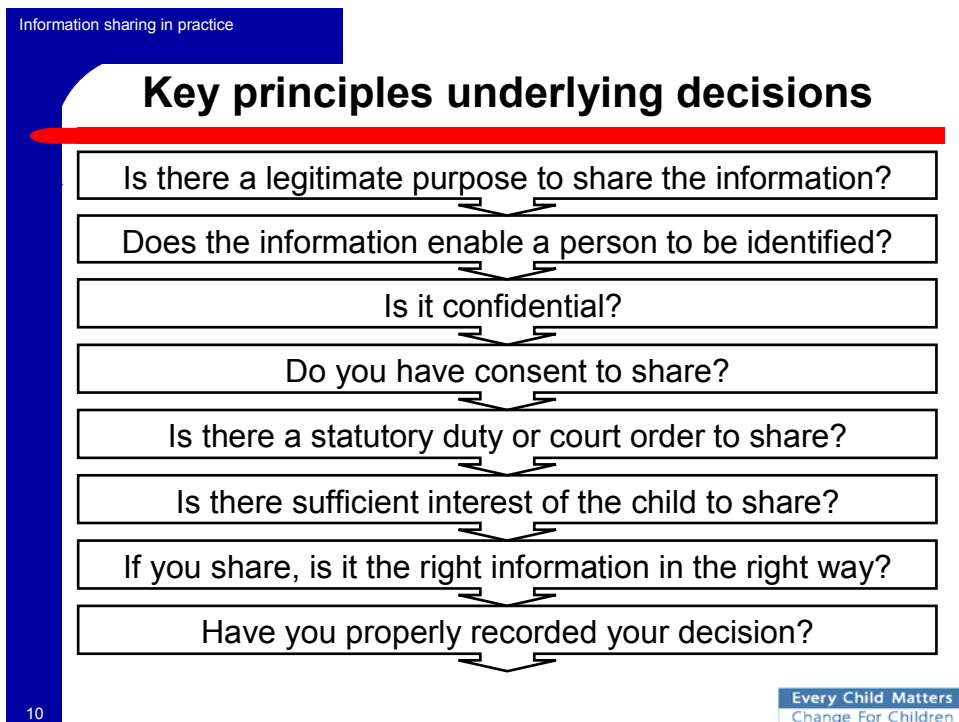 Information sharing in practice
Key principles underlying decisions
Is there a legitimate purpose to share the information?
Does the information enable a person to be identified?
Is it confidential?
Do you have consent to share?
Is there a statutory duty or court order to share?
Is there sufficient interest of the child to share?
If you share, is it the right information in the right way?
Have you properly recorded your decision?
10
Every Child Matters
Change For Children